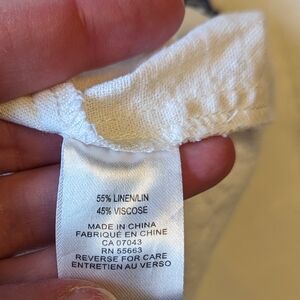 55% LINEN/LIN
45% VISCOSE
MADE IN CHINA
FABRIQUÉ EN CHINE
CA 07043
RN 55663
REVERSE FOR CARE
ENTRETIEN AU VERSO